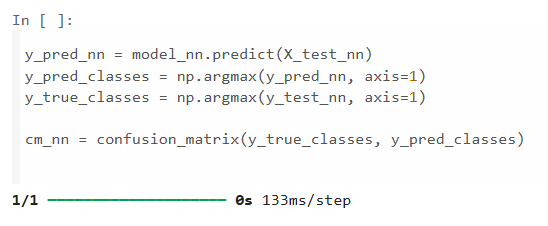 In [ ]:
y_pred_nn = model_nn.predict(X_test_nn)
y_pred_classes = np.argmax(y_pred_nn, axis=1)
y_true_classes = np.argmax(y_test_nn, axis=1)
cm_nn = confusion_matrix(y_true_classes, y_pred_classes)
1/1 ━━━━━━━━━━━━━━━━━━━━ 0s 133ms/step